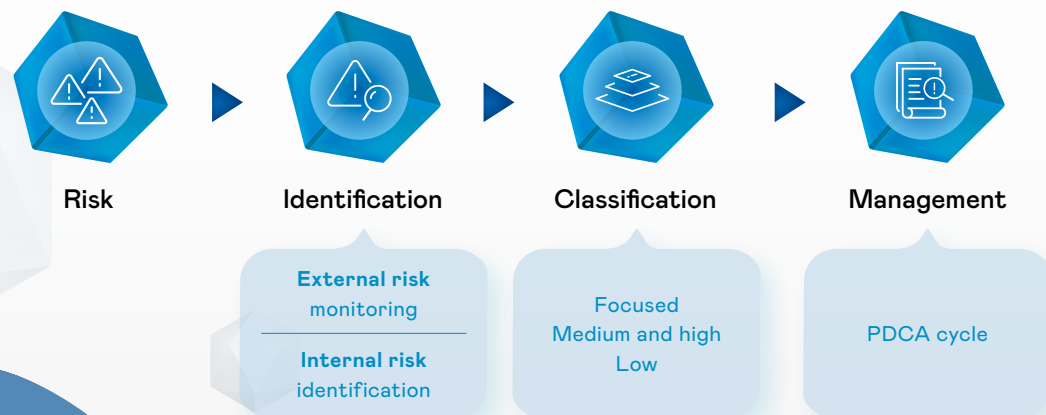 Risk
Identification
Classification
Management
External risk
monitoring
Internal risk
identification
Focused
Medium and high
Low
PDCA cycle